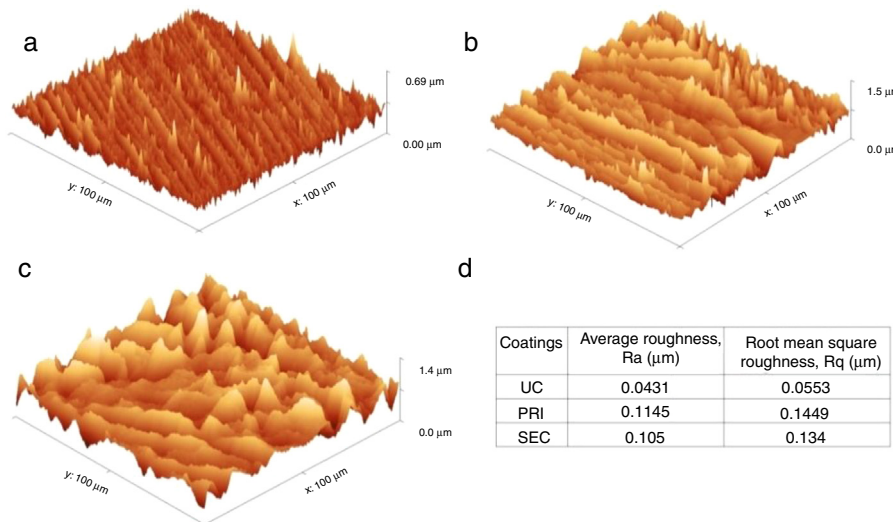 a
0.69 μm
0.00 μm
y: 100 μm
x: 100 μm
b
1.5 μm
0.0 μm
y: 100 μm
x: 100 μm
c
1.4 μm
0.0 μm
y: 100 μm
x: 100 μm
d
Coatings
Average roughness,
Ra (μm)
Root mean square
roughness, Rq (μm)
UC 0.0431 0.0553
PRI 0.1145 0.1449
SEC 0.105 0.134